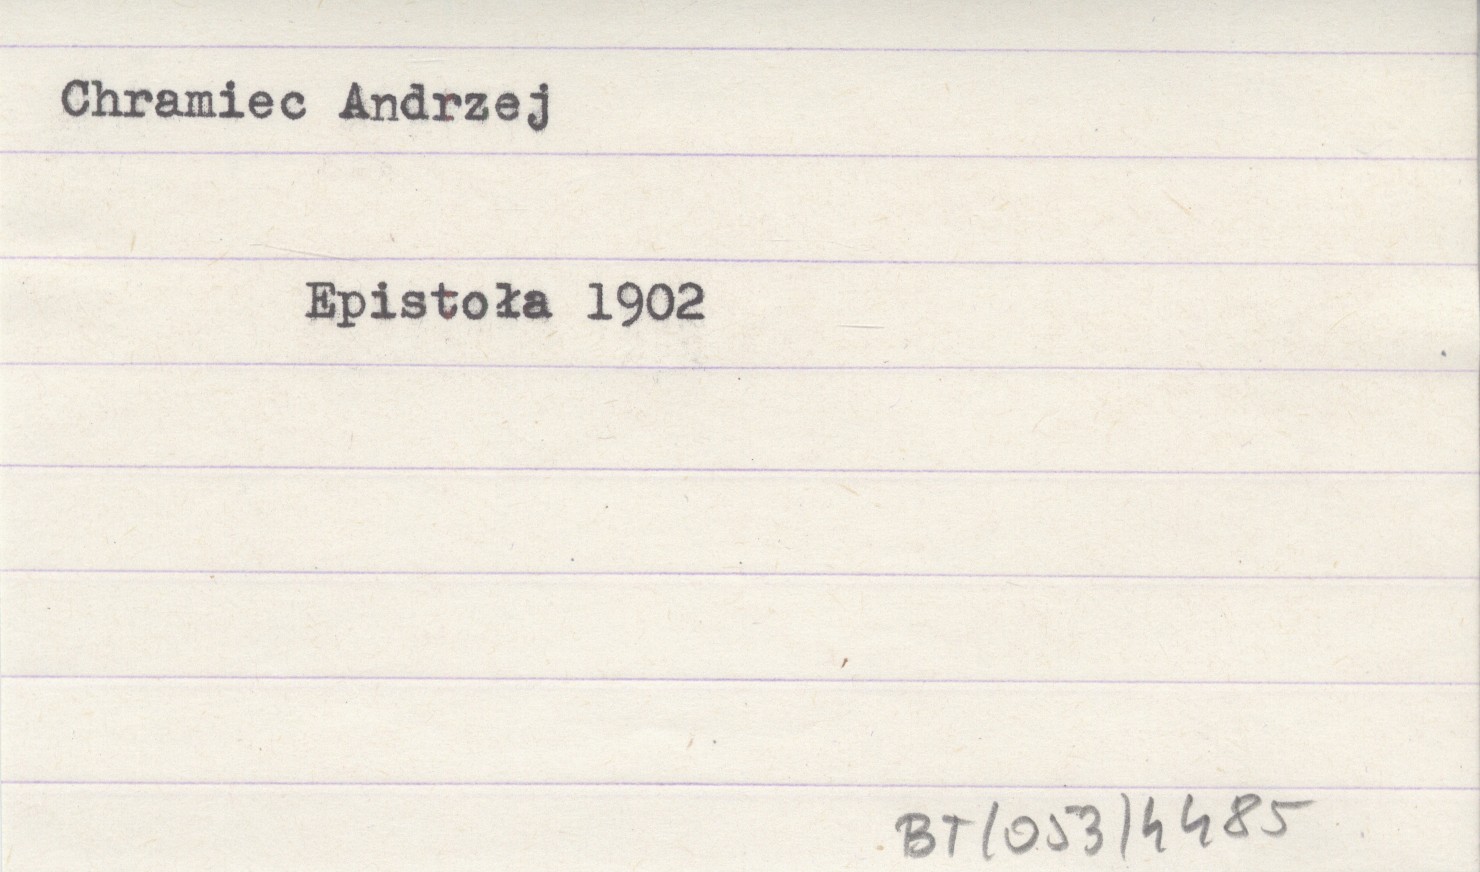 Chramiec Andrzej
Epistoła 1902
BT/053/4485